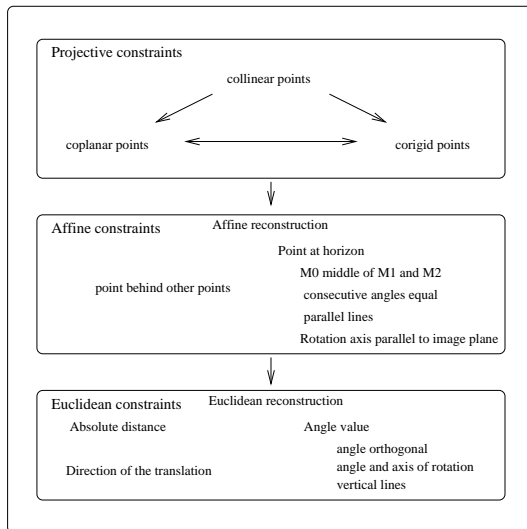 Projective constraints
collinear points
coplanar points
corigid points
Affine constraints
Affine reconstruction
Point at horizon
M0 middle of M1 and M2
point behind other points
consecutive angles equal
parallel lines
Rotation axis parallel to image plane
Euclidean constraints
Euclidean reconstruction
Absolute distance
Angle value
angle orthogonal
Direction of the translation
angle and axis of rotation
vertical lines